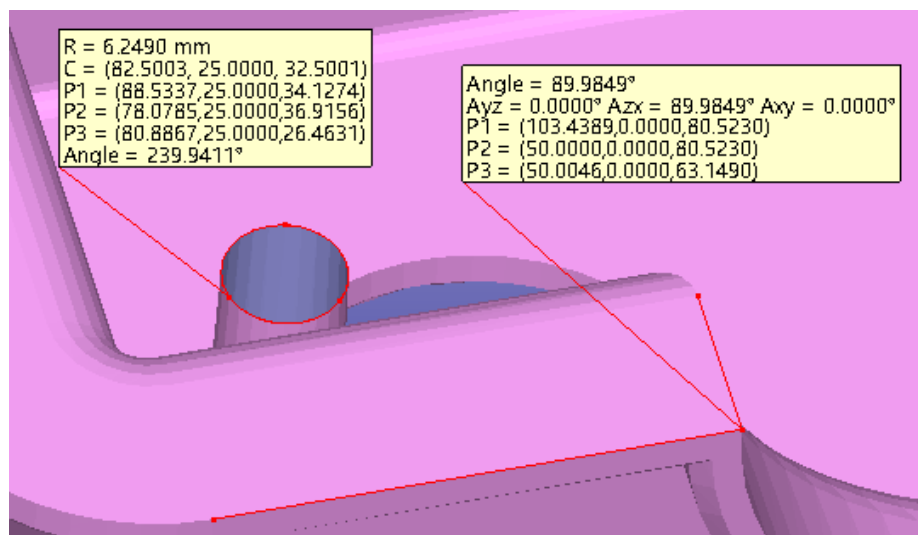 R = 6.2490 mm
C = (82.5003, 25.0000, 32.5001)
P1 = (88.5337,25.0000,34.1274)
P2 = (78.0785,25.0000,36.9156)
P3 = (80.8867,25.0000,26.4631)
Angle = 239.9411°
Angle = 89.9849°
Ayz = 0.0000° Azx = 89.9849° Axy = 0.0000°
P1 = (103.4389,0.0000,80.5230)
P2 = (50.0000,0.0000,80.5230)
P3 = (50.0046,0.0000,63.1490)